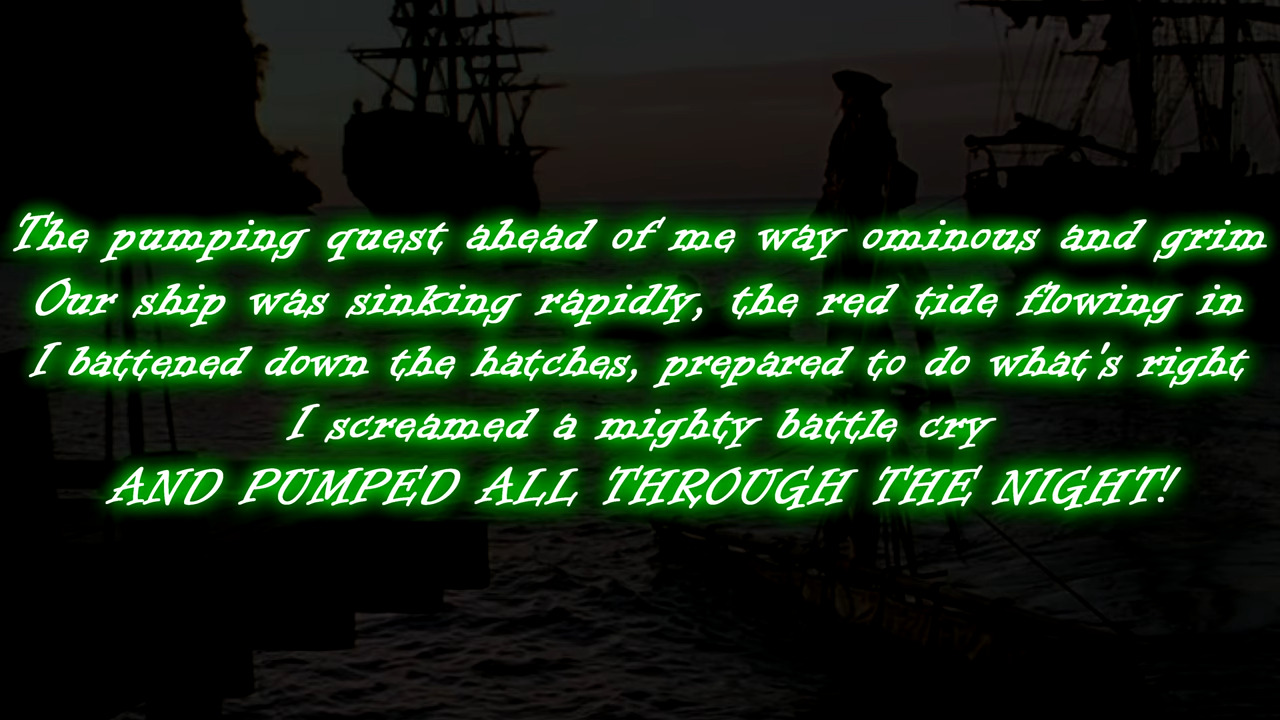 The pumping quest ahead of me way ominous and grim
Our ship was sinking rapidly, the red tide flowing in
I battened down the hatches, prepared to do what's right
I screamed a mighty battle cry
AND PUMPED ALL THROUGH THE NIGHT!